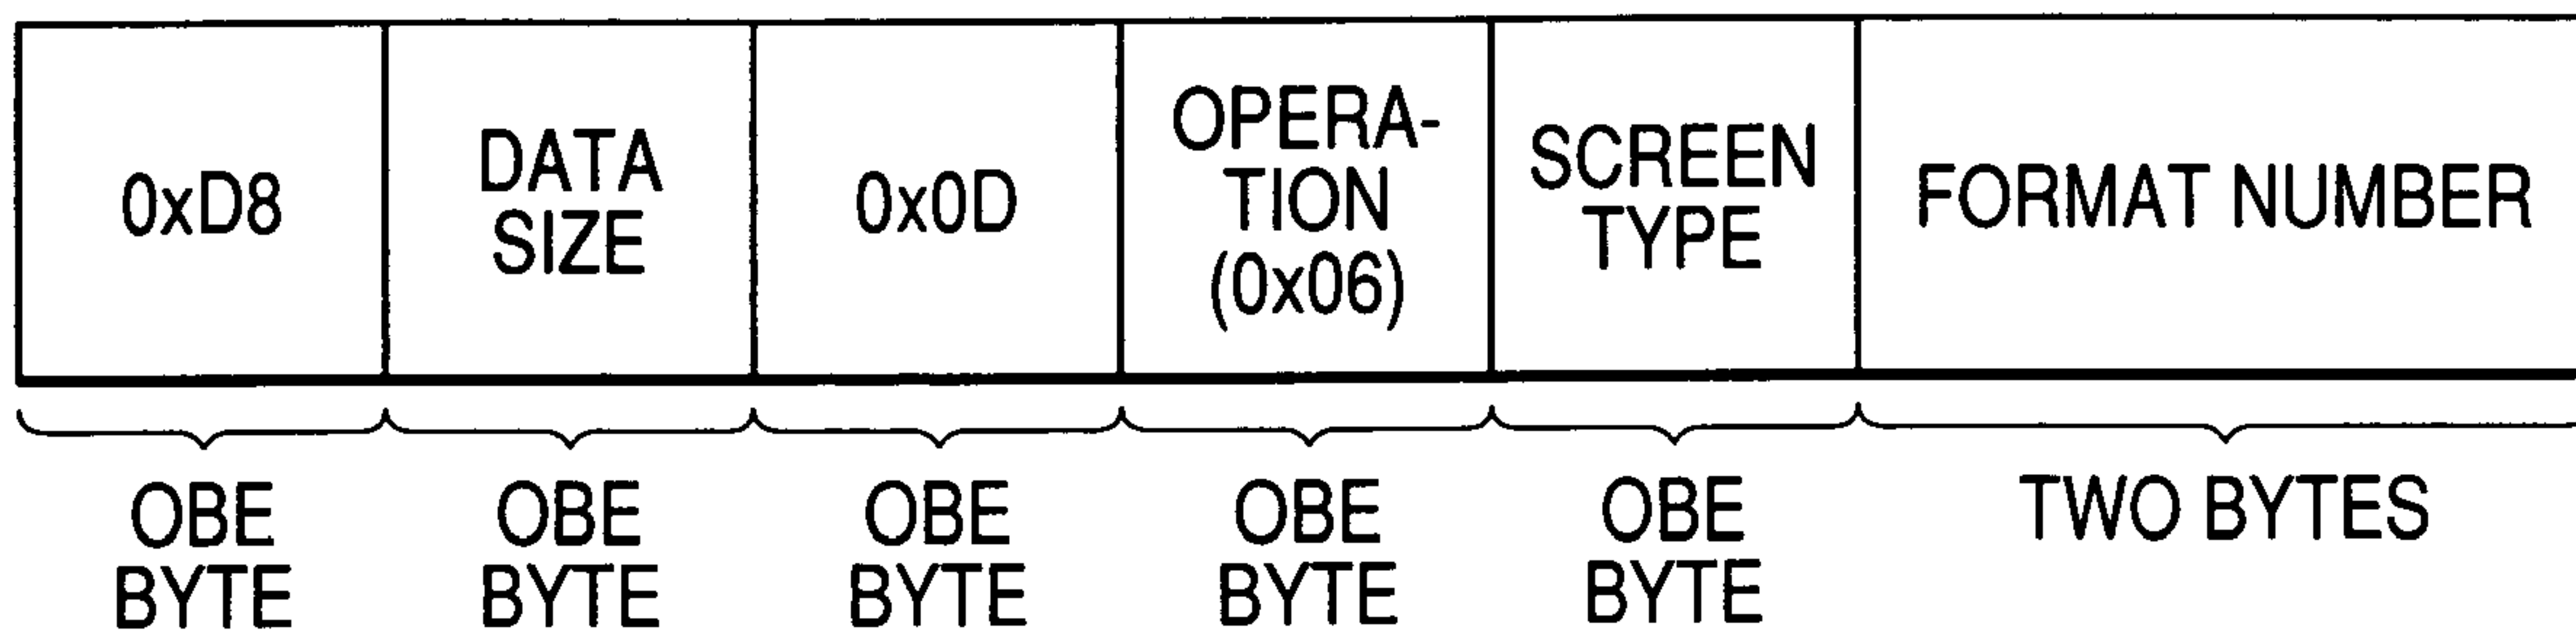 0xD8
DATA
SIZE
0x0D
OPERA-
TION
(0x06)
SCREEN
TYPE
FORMAT NUMBER
OBE
BYTE
OBE
BYTE
OBE
BYTE
OBE
BYTE
OBE
BYTE
TWO BYTES